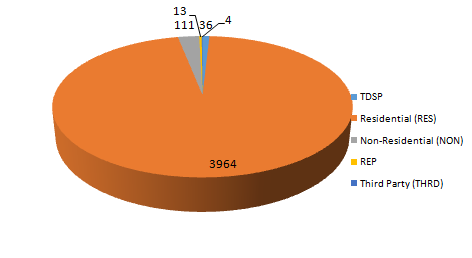 13
111 36 4
3964
TDSP
Residential (RES)
Non-Residential (NON)
REP
Third Party (THRD)